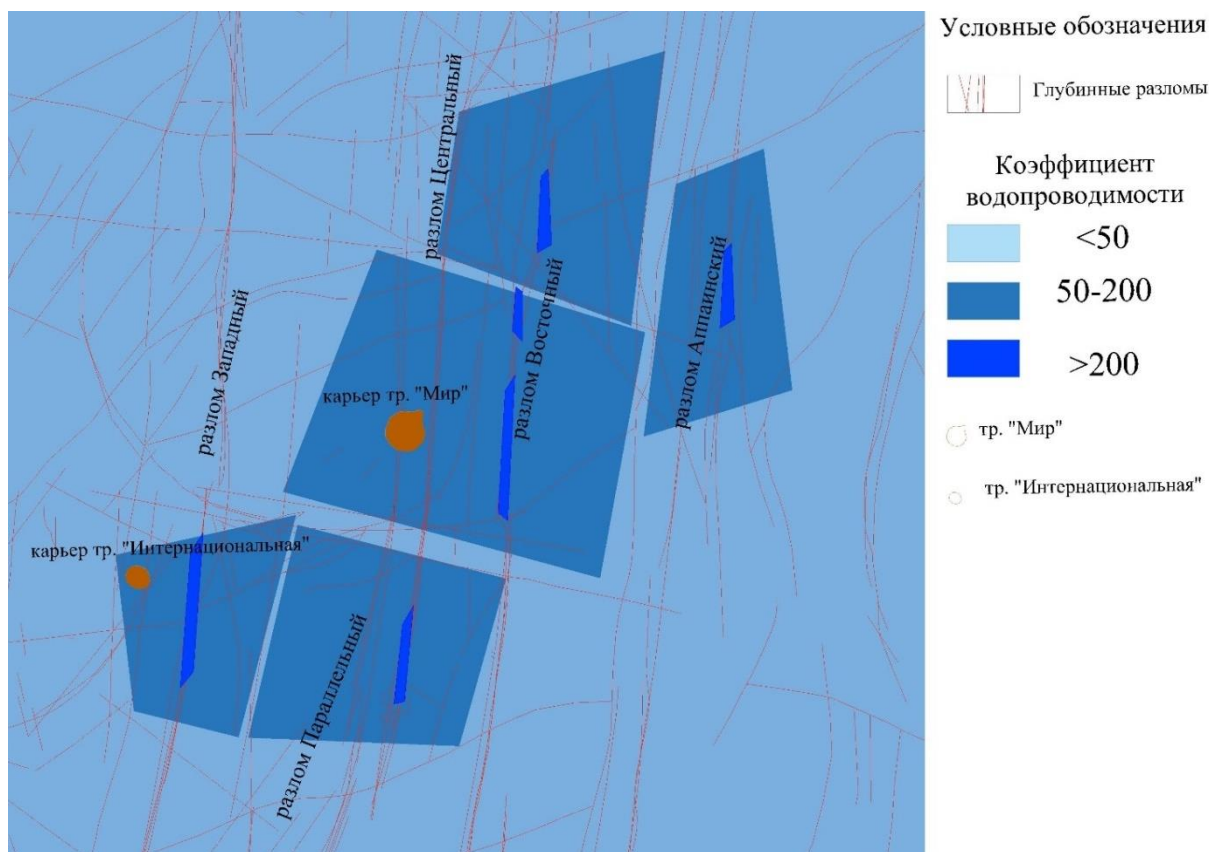 разлом Центральный
разлом Западный
разлом Восточный
разлом Аппаинский
карьер тр. "Мир"
карьер тр. "Интернациональная"
разлом Параллельный
Условные обозначения
Глубинные разломы
Коэффициент
водопроводимости
<50
50-200
>200
тр. "Мир"
тр. "Интернациональная"